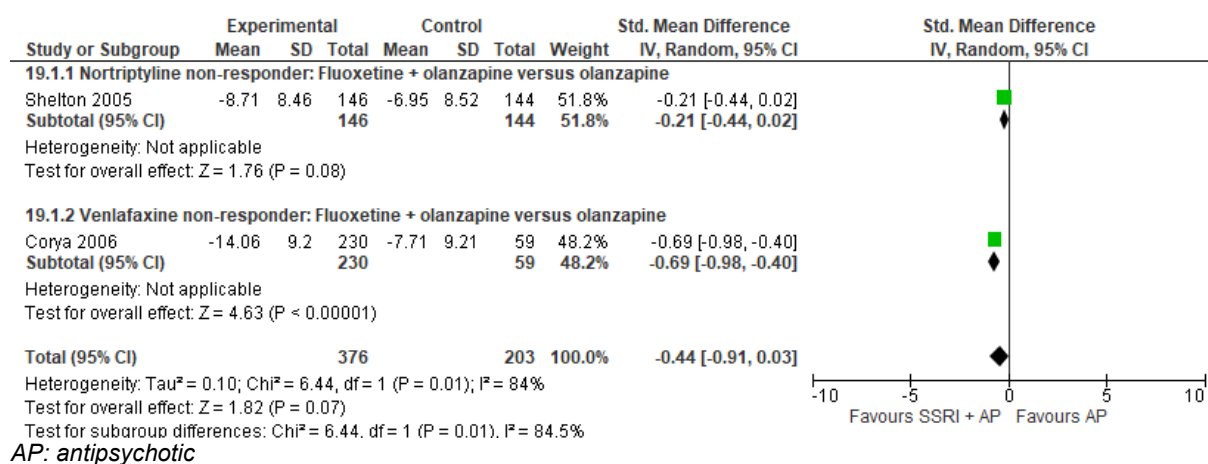 Experimental Control Std. Mean Difference Std. Mean Difference
Study or Subgroup Mean SD Total Mean SD Total Weight IV, Random, 95% CI IV, Random, 95% CI
19.1.1 Nortriptyline non-responder: Fluoxetine + olanzapine versus olanzapine
Shelton 2005 -8.71 8.46 146 -6.95 8.52 144 51.8% -0.21 [-0.44, 0.02]
Subtotal (95% CI) 146 144 51.8% -0.21 [-0.44, 0.02]
Heterogeneity: Not applicable
Test for overall effect: Z = 1.76 (P = 0.08)
19.1.2 Venlafaxine non-responder: Fluoxetine + olanzapine versus olanzapine
Corya 2006 -14.06 9.2 230 -7.71 9.21 59 48.2% -0.69 [-0.98, -0.40]
Subtotal (95% CI) 230 59 48.2% -0.69 [-0.98, -0.40]
Heterogeneity: Not applicable
Test for overall effect: Z = 4.63 (P < 0.00001)
Total (95% CI) 376 203 100.0% -0.44 [-0.91, 0.03]
Heterogeneity: Tau² = 0.10; Chi² = 6.44, df = 1 (P = 0.01); I² = 84%
Test for overall effect: Z = 1.82 (P = 0.07)
Test for subgroup differences: Chi² = 6.44, df = 1 (P = 0.01), I² = 84.5%
-10 -5 0 5 10
Favours SSRI + AP Favours AP
AP: antipsychotic